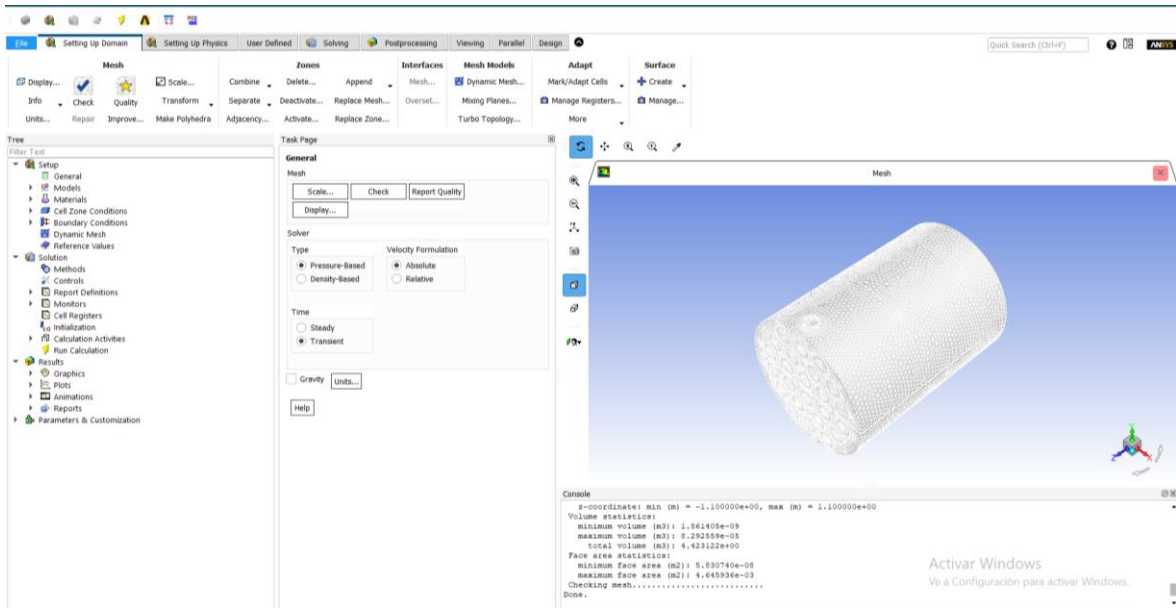 File Setting Up Domain Setting Up Physics User Defined Solving Postprocessing Viewing Parallel Design Quick Search (Ctrl+F) ANSYS
Mesh Zones Interfaces Mesh Models Adapt Surface
Display... Scale... Combine Delete... Append Mesh... Dynamic Mesh... Mark/Adapt Cells Create
Info Check Quality Transform Separate Deactivate... Replace Mesh... Overset... Mixing Planes... Manage Registers... Manage...
Units... Repair Improve... Make Polyhedra Adjacency... Activate... Replace Zone... Turbo Topology... More
Tree
Filter Text
Setup
General
Models
Materials
Cell Zone Conditions
Boundary Conditions
Dynamic Mesh
Reference Values
Solution
Methods
Controls
Report Definitions
Monitors
Cell Registers
Initialization
Calculation Activities
Run Calculation
Results
Graphics
Plots
Animations
Reports
Parameters & Customization
Task Page
General
Mesh
Scale... Check Report Quality
Display...
Solver
Type Velocity Formulation
Pressure-Based Absolute
Density-Based Relative
Time
Steady
Transient
Gravity Units...
Help
Mesh
Y
Z X
Console
z-coordinate: min (m) = -1.100000e+00, max (m) = 1.100000e+00
Volume statistics:
minimum volume (m3): 1.861405e-09
maximum volume (m3): 8.292559e-05
total volume (m3): 4.423122e+00
Face area statistics:
minimum face area (m2): 5.830740e-08
maximum face area (m2): 4.645936e-03
Checking mesh..........................
Done.
Activar Windows
Ve a Configuración para activar Windows.